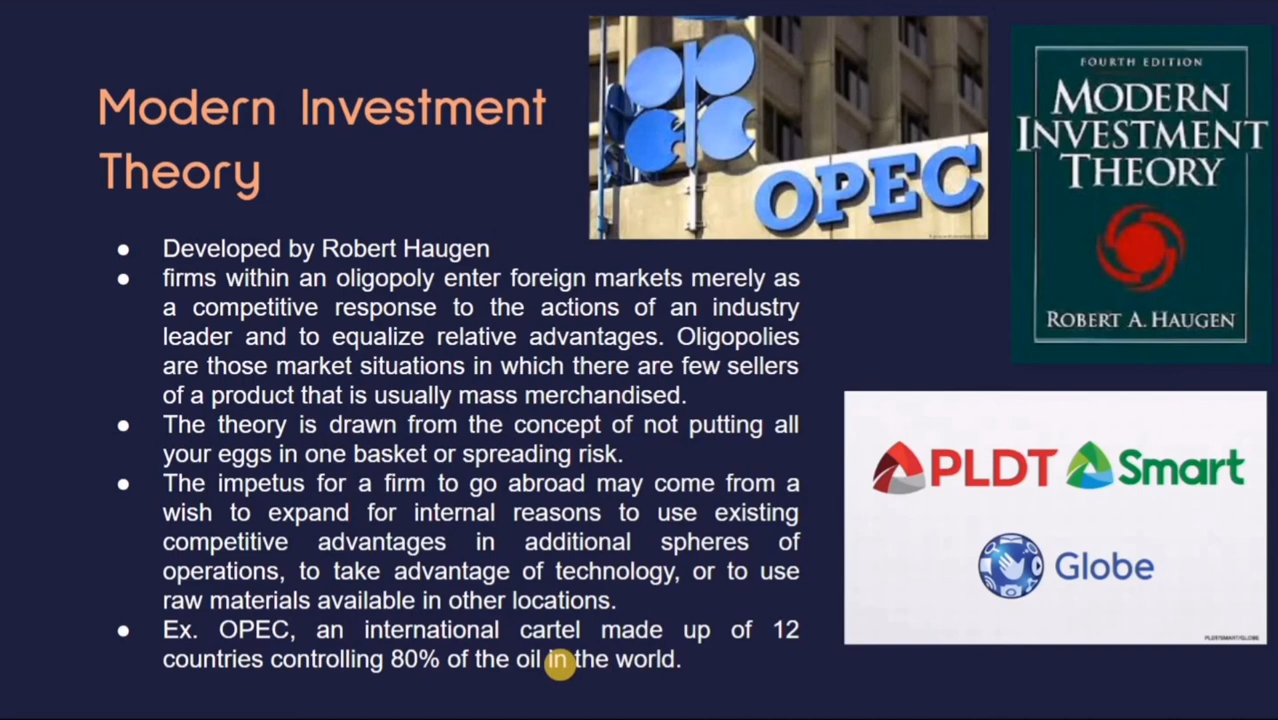 Modern Investment
Theory
● Developed by Robert Haugen
● firms within an oligopoly enter foreign markets merely as
a competitive response to the actions of an industry
leader and to equalize relative advantages. Oligopolies
are those market situations in which there are few sellers
of a product that is usually mass merchandised.
● The theory is drawn from the concept of not putting all
your eggs in one basket or spreading risk.
● The impetus for a firm to go abroad may come from a
wish to expand for internal reasons to use existing
competitive advantages in additional spheres of
operations, to take advantage of technology, or to use
raw materials available in other locations.
● Ex. OPEC, an international cartel made up of 12
countries controlling 80% of the oil in the world.
OPEC
FOURTH EDITION
MODERN
INVESTMENT
THEORY
ROBERT A. HAUGEN
PLDT Smart
Globe
PLDT/SMART/GLOBE